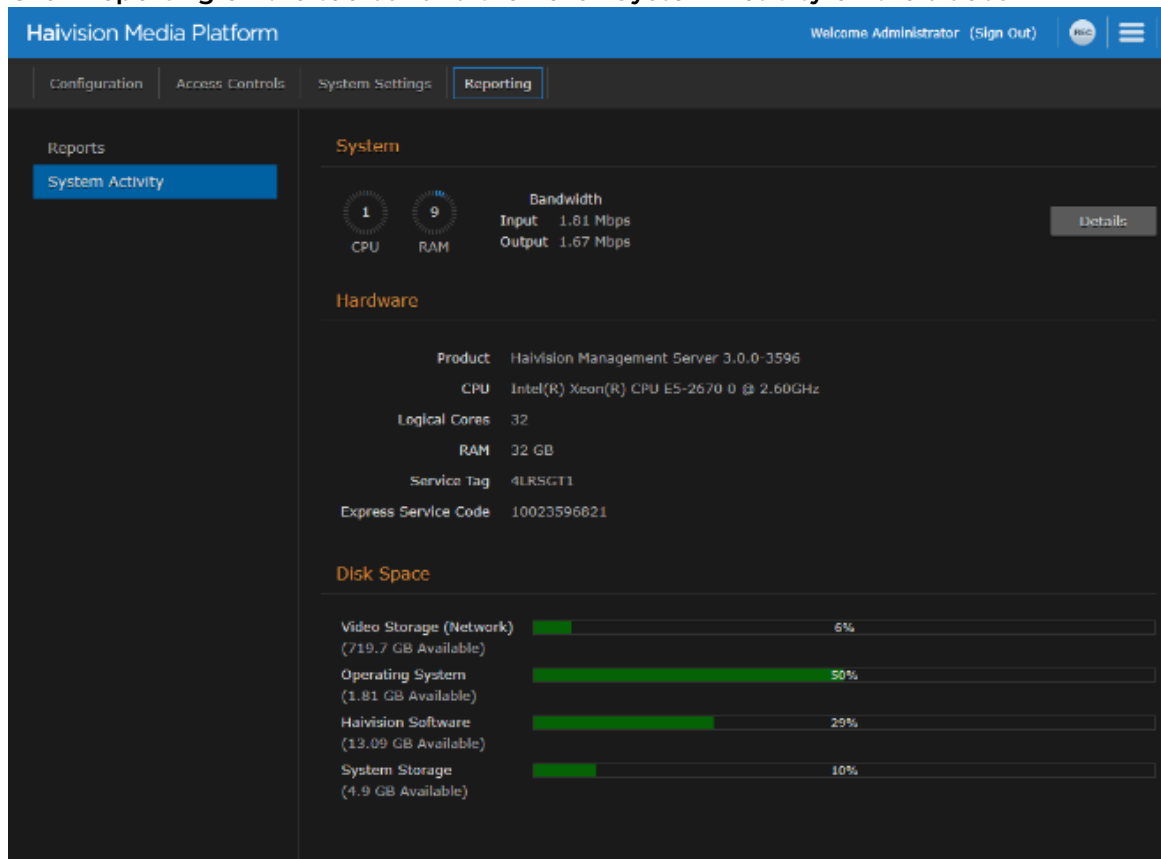 Haivision Media Platform
Welcome Administrator (Sign Out)
REC
Configuration
Access Controls
System Settings
Reporting
Reports
System Activity
System
1
CPU
9
RAM
Bandwidth
Input 1.81 Mbps
Output 1.67 Mbps
Details
Hardware
Product Haivision Management Server 3.0.0-3596
CPU Intel(R) Xeon(R) CPU E5-2670 0 @ 2.60GHz
Logical Cores 32
RAM 32 GB
Service Tag 4LRSGT1
Express Service Code 10023596821
Disk Space
Video Storage (Network) 6%
(719.7 GB Available)
Operating System 50%
(1.81 GB Available)
Haivision Software 29%
(13.09 GB Available)
System Storage 10%
(4.9 GB Available)